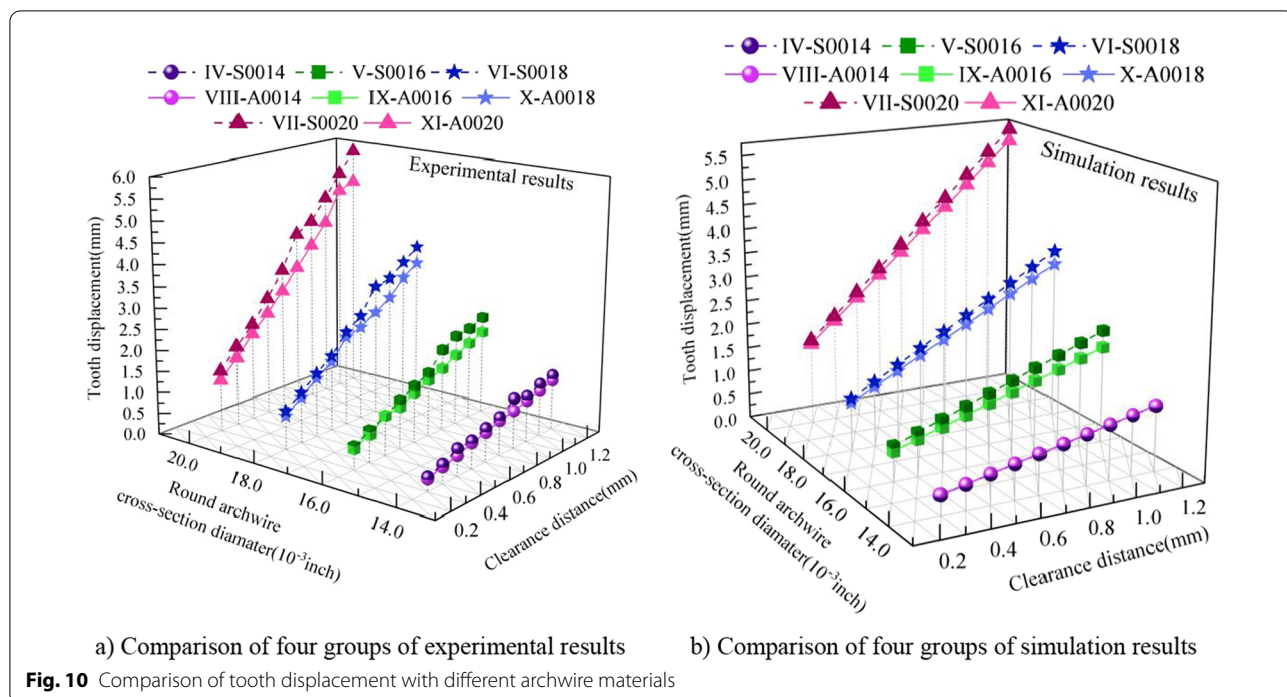 IV-S0014 V-S0016 VI-S0018
VIII-A0014 IX-A0016 X-A0018
VII-S0020 XI-A0020
Experimental results
Tooth displacement(mm)
6.0
5.5
5.0
4.5
4.0
3.5
3.0
2.5
2.0
1.5
1.0
0.5
0.0
20.0
18.0
16.0
14.0
Round archwire
cross-section diamater(10⁻³inch)
0.2
0.4
0.6
0.8
1.0
1.2
Clearance distance(mm)
a) Comparison of four groups of experimental results
IV-S0014 V-S0016 VI-S0018
VIII-A0014 IX-A0016 X-A0018
VII-S0020 XI-A0020
Simulation results
Tooth displacement(mm)
5.5
5.0
4.5
4.0
3.5
3.0
2.5
2.0
1.5
1.0
0.5
0.0
20.0
18.0
16.0
14.0
Round archwire
cross-section diamater(10⁻³inch)
0.2
0.4
0.6
0.8
1.0
1.2
Clearance distance(mm)
b) Comparison of four groups of simulation results
Fig. 10 Comparison of tooth displacement with different archwire materials